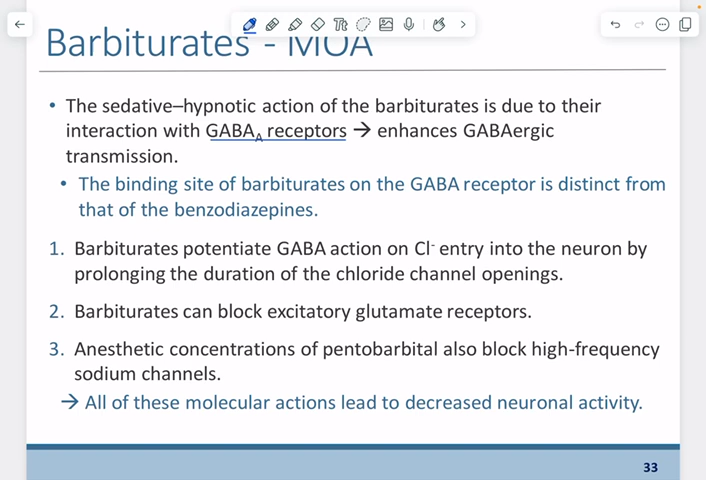 Barbiturates - MOA
• The sedative–hypnotic action of the barbiturates is due to their
interaction with GABAA receptors → enhances GABAergic
transmission.
• The binding site of barbiturates on the GABA receptor is distinct from
that of the benzodiazepines.
1. Barbiturates potentiate GABA action on Cl- entry into the neuron by
prolonging the duration of the chloride channel openings.
2. Barbiturates can block excitatory glutamate receptors.
3. Anesthetic concentrations of pentobarbital also block high-frequency
sodium channels.
→ All of these molecular actions lead to decreased neuronal activity.
33